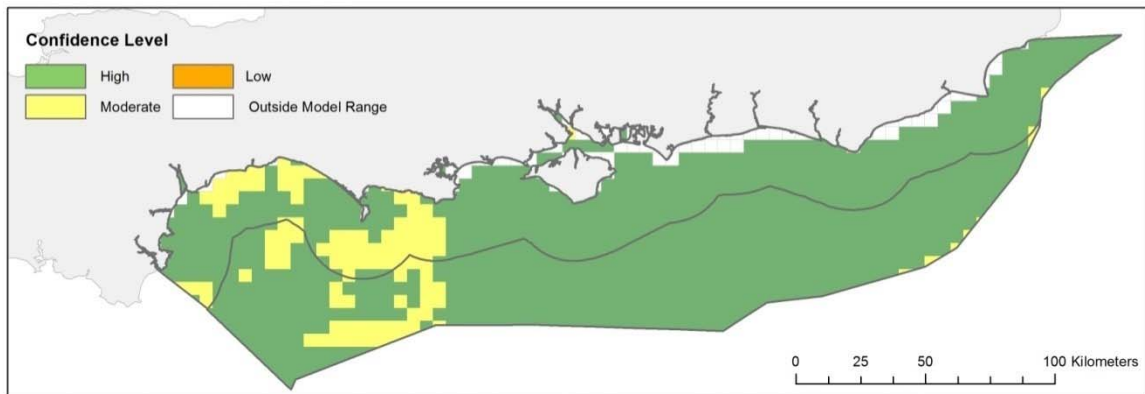 Confidence Level
High
Low
Moderate
Outside Model Range
0 25 50 100 Kilometers